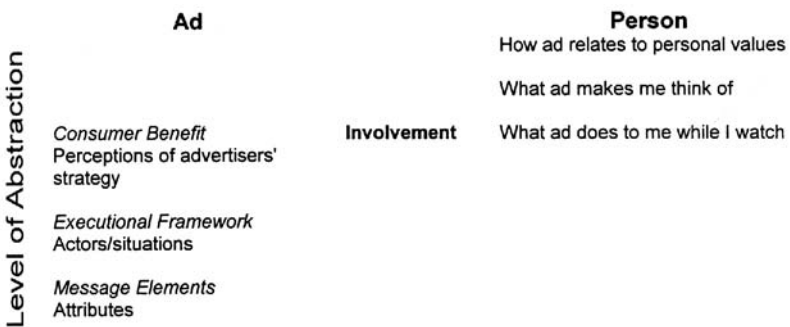 Level of Abstraction
Ad
Consumer Benefit
Perceptions of advertisers'
strategy
Executional Framework
Actors/situations
Message Elements
Attributes
Involvement
Person
How ad relates to personal values
What ad makes me think of
What ad does to me while I watch